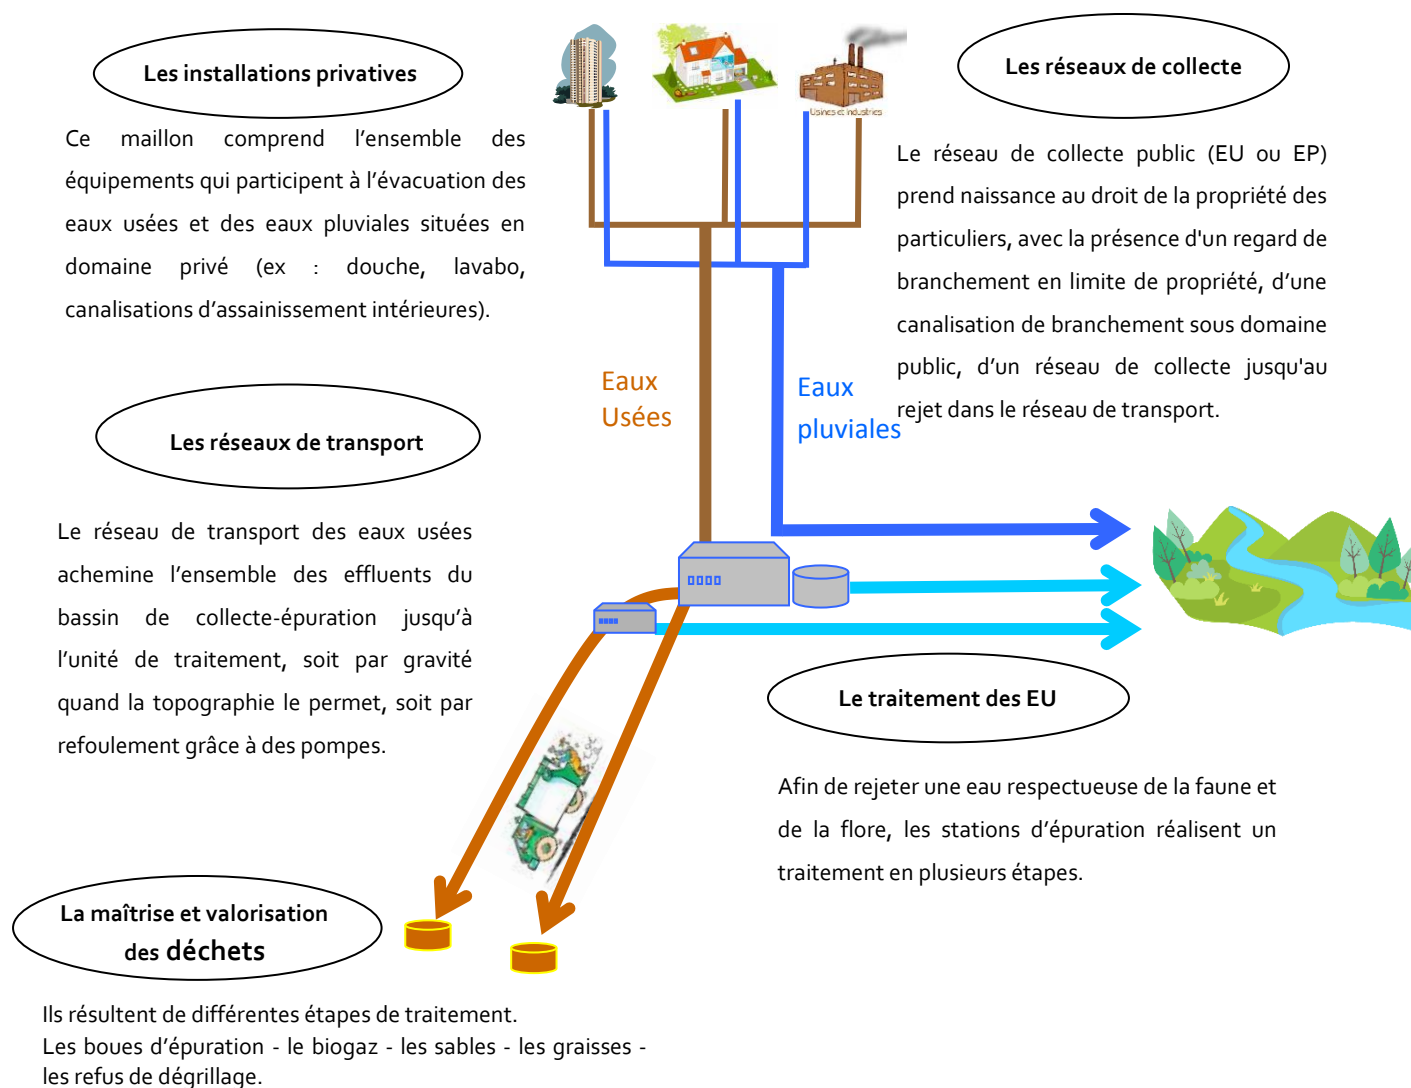 Les installations privatives
Ce maillon comprend l’ensemble des
équipements qui participent à l’évacuation des
eaux usées et des eaux pluviales situées en
domaine privé (ex : douche, lavabo,
canalisations d’assainissement intérieures).
Usines et industries
Les réseaux de collecte
Le réseau de collecte public (EU ou EP)
prend naissance au droit de la propriété des
particuliers, avec la présence d'un regard de
branchement en limite de propriété, d’une
canalisation de branchement sous domaine
public, d’un réseau de collecte jusqu'au
rejet dans le réseau de transport.
Eaux
Usées
Eaux
pluviales
Les réseaux de transport
Le réseau de transport des eaux usées
achemine l’ensemble des effluents du
bassin de collecte-épuration jusqu’à
l’unité de traitement, soit par gravité
quand la topographie le permet, soit par
refoulement grâce à des pompes.
Le traitement des EU
Afin de rejeter une eau respectueuse de la faune et
de la flore, les stations d’épuration réalisent un
traitement en plusieurs étapes.
La maîtrise et valorisation
des déchets
Ils résultent de différentes étapes de traitement.
Les boues d’épuration - le biogaz - les sables - les graisses -
les refus de dégrillage.